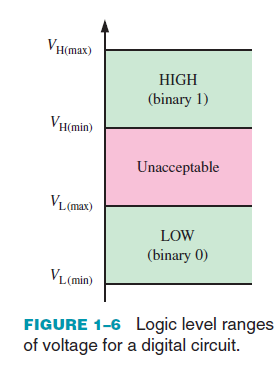 VH(max)
HIGH
(binary 1)
VH(min)
Unacceptable
VL(max)
LOW
(binary 0)
VL(min)
FIGURE 1–6 Logic level ranges
of voltage for a digital circuit.